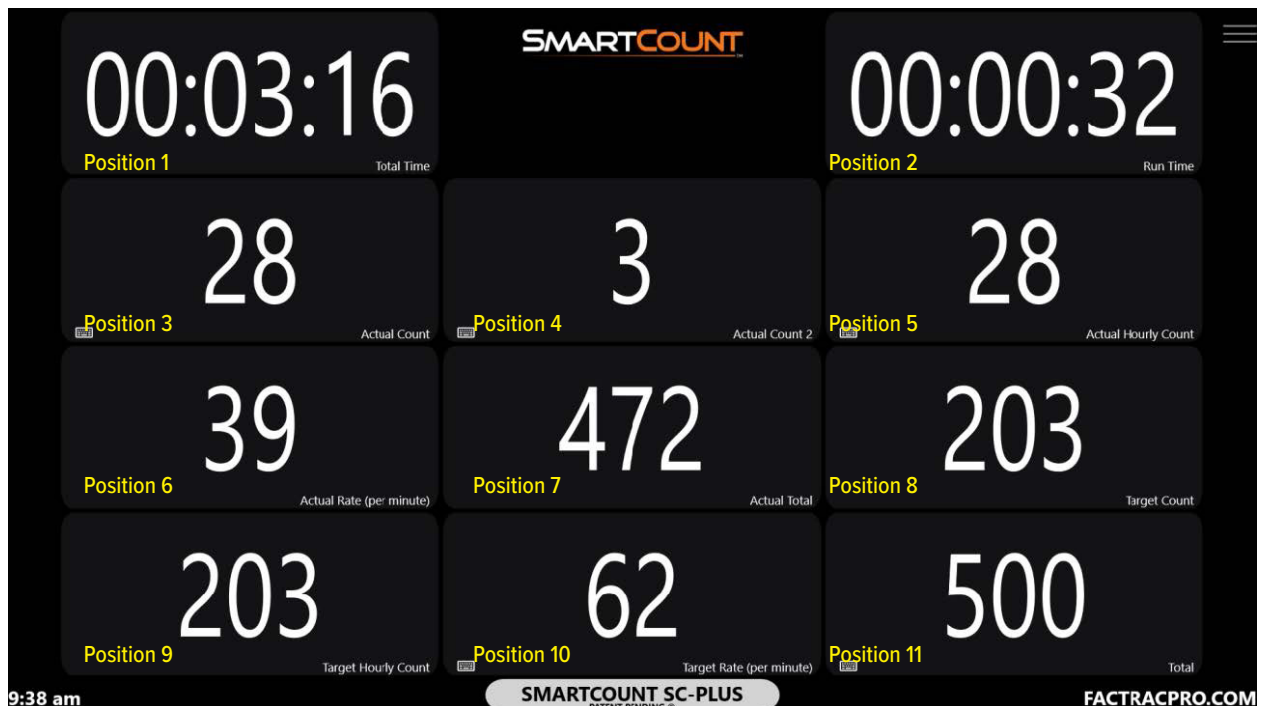 SMARTCOUNT
00:03:16
Position 1
Total Time
00:00:32
Position 2
Run Time
28
Position 3
Actual Count
3
Position 4
Actual Count 2
28
Position 5
Actual Hourly Count
39
Position 6
Actual Rate (per minute)
472
Position 7
Actual Total
203
Position 8
Target Count
203
Position 9
Target Hourly Count
62
Position 10
Target Rate (per minute)
500
Position 11
Total
9:38 am
SMARTCOUNT SC-PLUS
PATENT PENDING
FACTRACPRO.COM